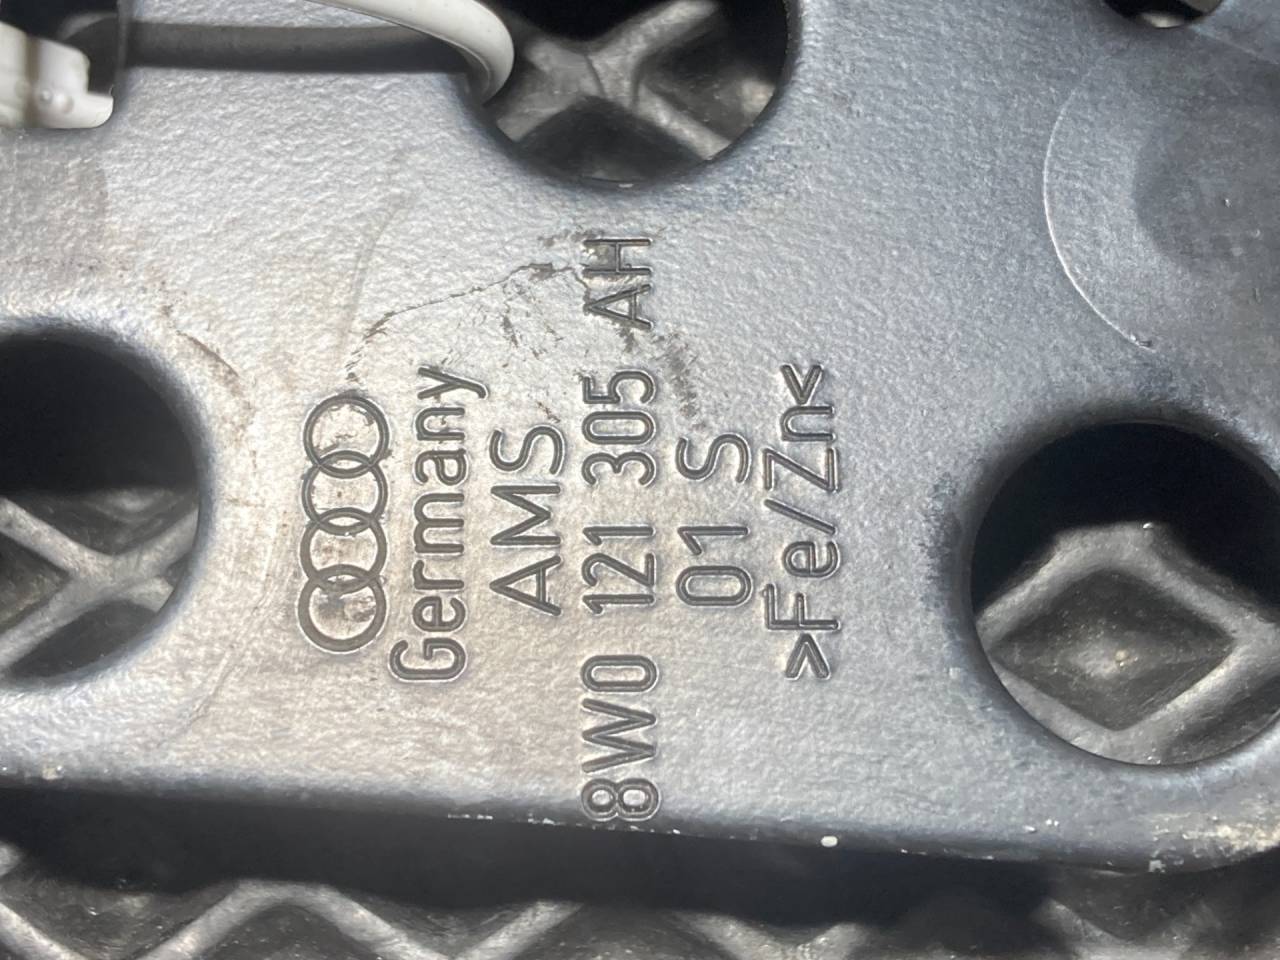 Germany
AMS
8W0 121 305 AH
01 S
>Fe/Zn<